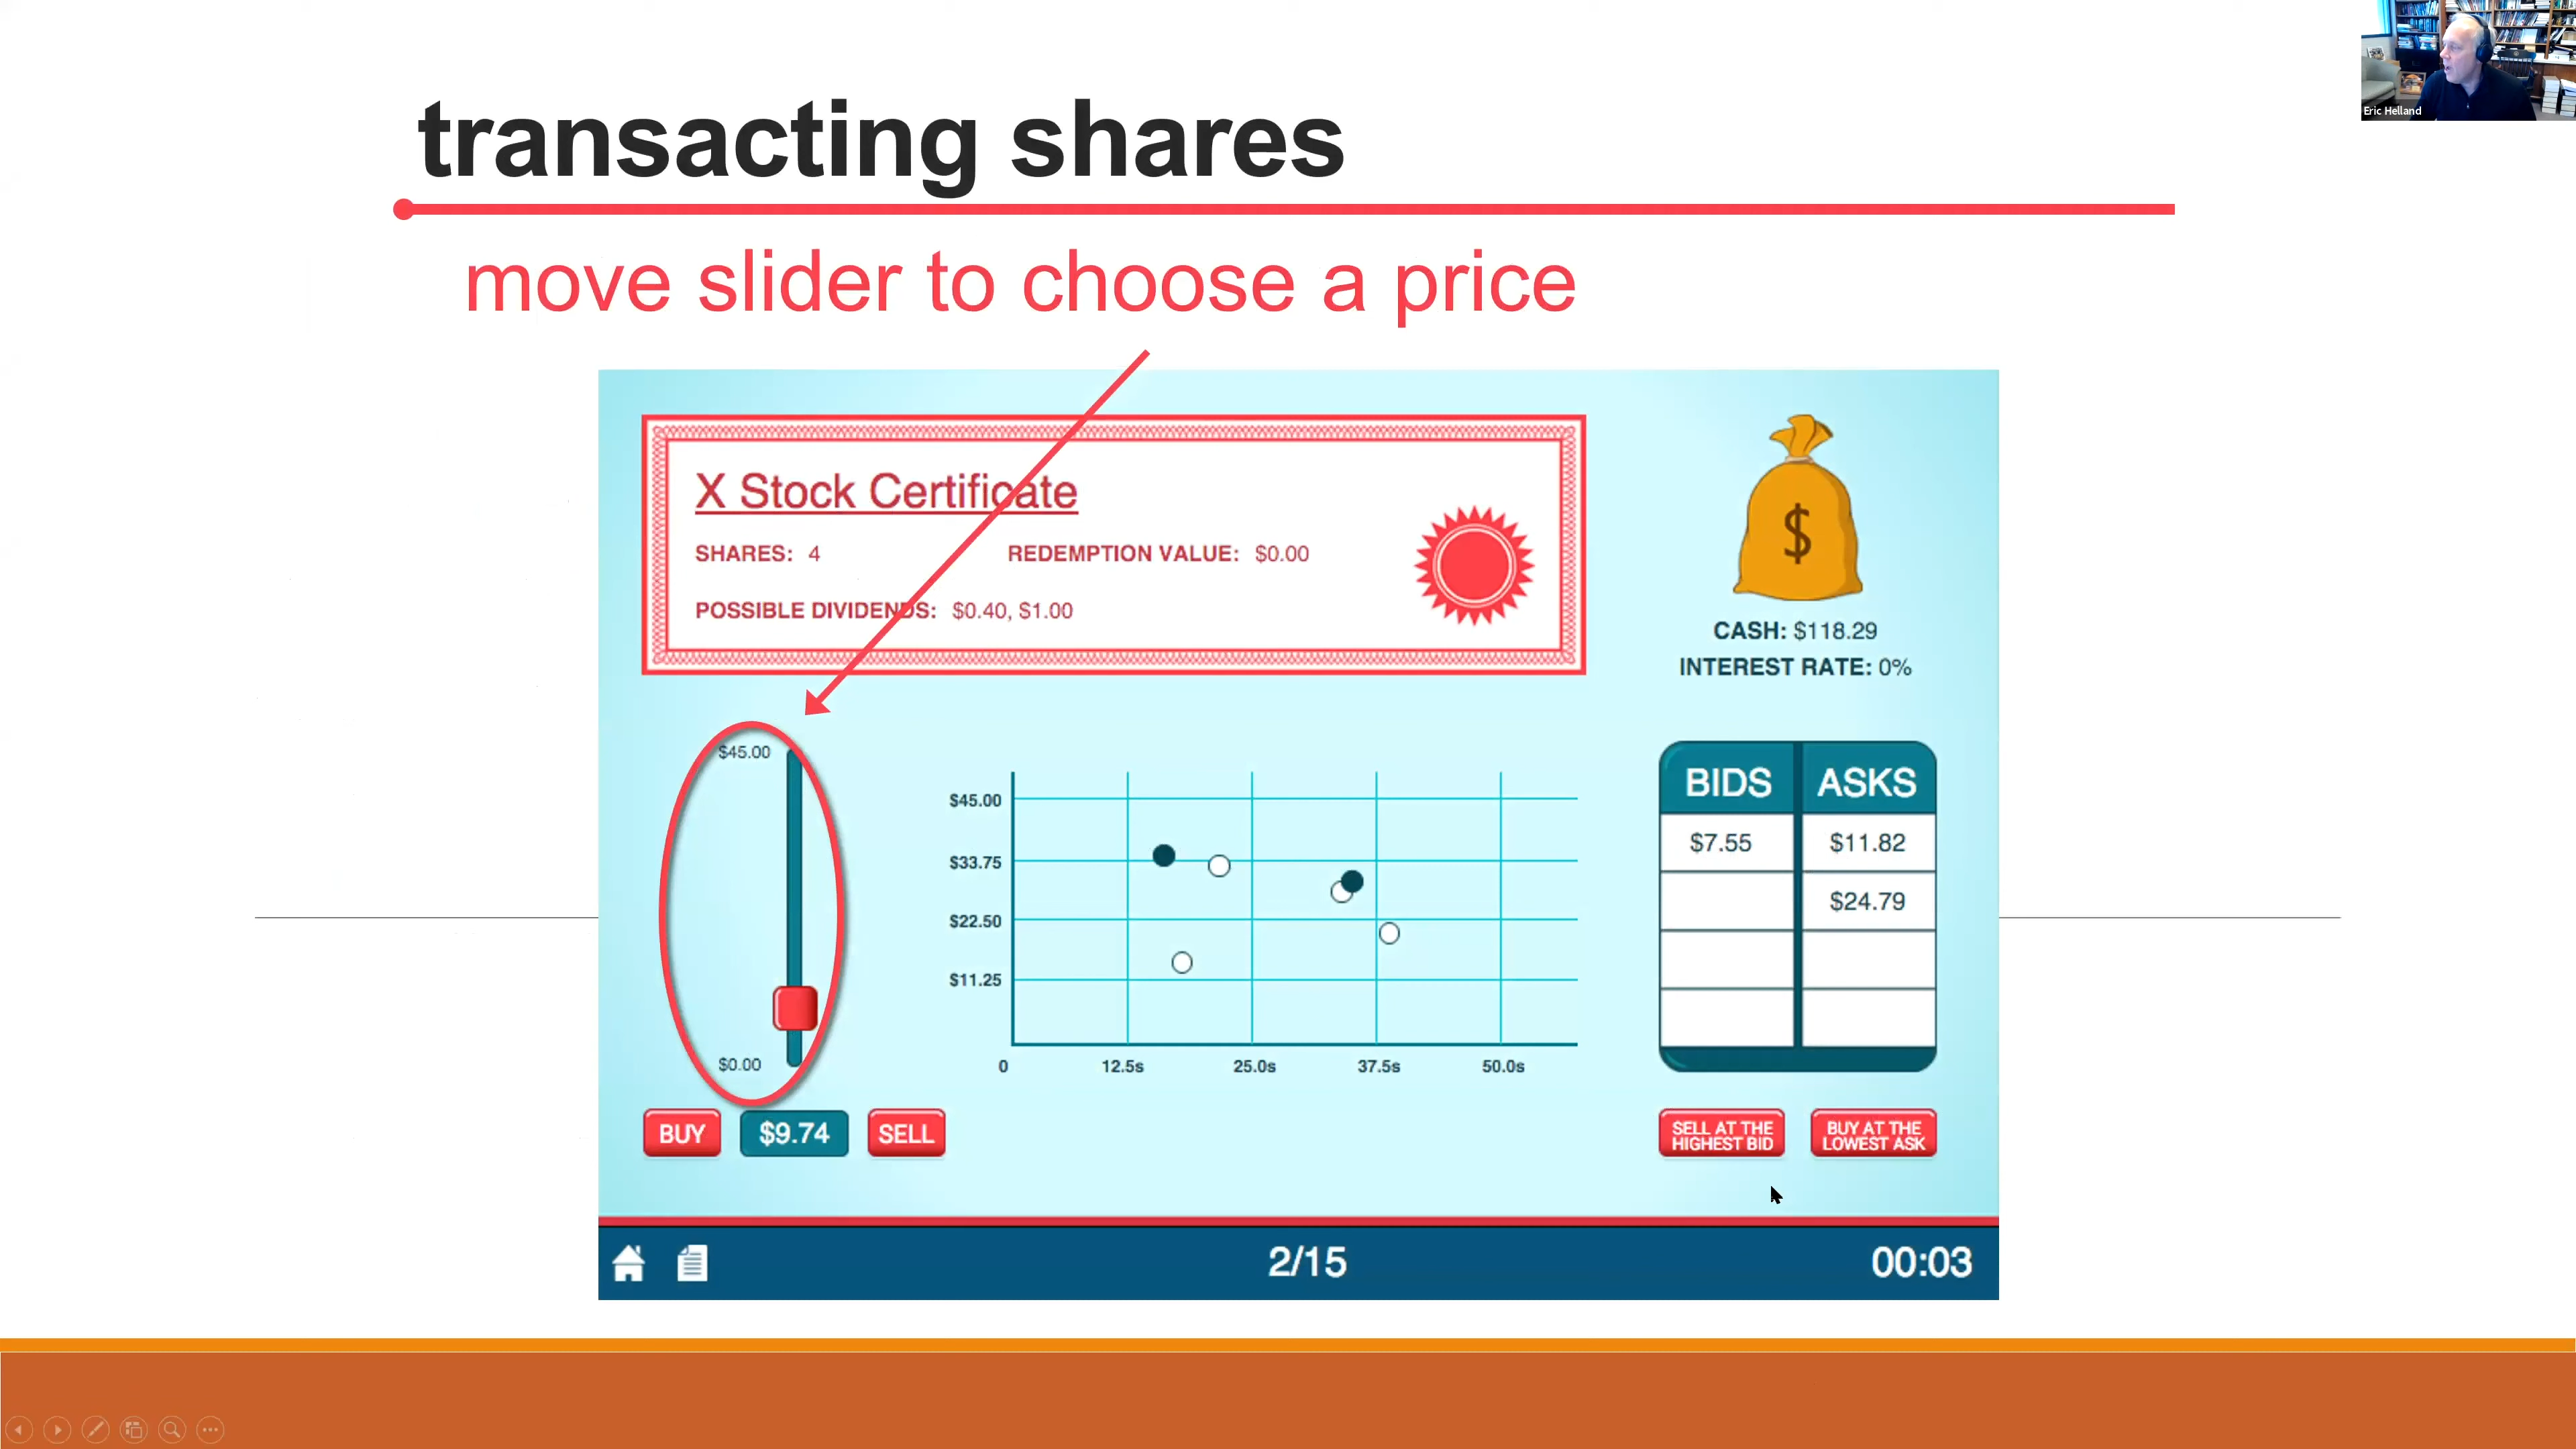 Eric Helland
transacting shares
move slider to choose a price
X Stock Certificate
SHARES: 4 REDEMPTION VALUE: $0.00
POSSIBLE DIVIDENDS: $0.40, $1.00
$
CASH: $118.29
INTEREST RATE: 0%
$45.00
$0.00
BUY $9.74 SELL
$45.00
$33.75
$22.50
$11.25
0 12.5s 25.0s 37.5s 50.0s
BIDS ASKS
$7.55 $11.82
$24.79
SELL AT THE
HIGHEST BID
BUY AT THE
LOWEST ASK
2/15 00:03